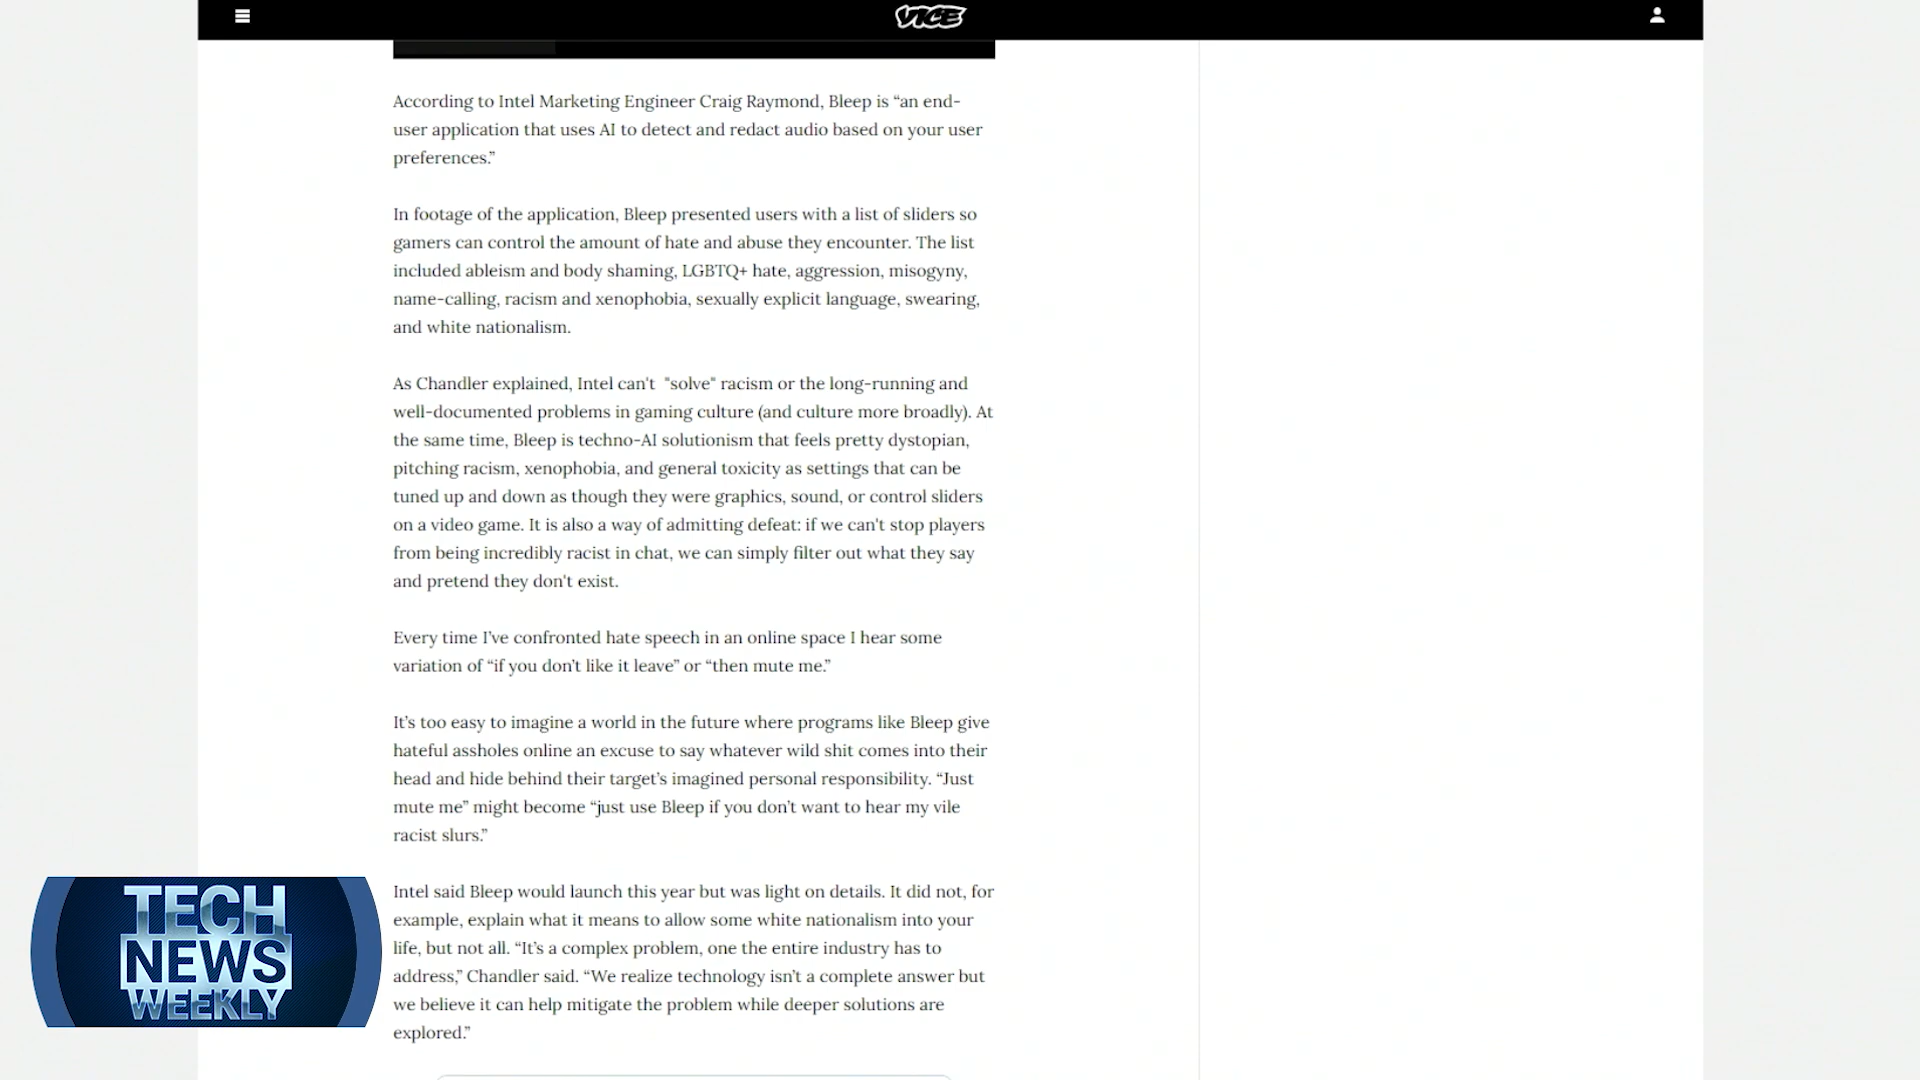 VICE
According to Intel Marketing Engineer Craig Raymond, Bleep is “an end-
user application that uses AI to detect and redact audio based on your user
preferences.”
In footage of the application, Bleep presented users with a list of sliders so
gamers can control the amount of hate and abuse they encounter. The list
included ableism and body shaming, LGBTQ+ hate, aggression, misogyny,
name-calling, racism and xenophobia, sexually explicit language, swearing,
and white nationalism.
As Chandler explained, Intel can't "solve" racism or the long-running and
well-documented problems in gaming culture (and culture more broadly). At
the same time, Bleep is techno-AI solutionism that feels pretty dystopian,
pitching racism, xenophobia, and general toxicity as settings that can be
tuned up and down as though they were graphics, sound, or control sliders
on a video game. It is also a way of admitting defeat: if we can't stop players
from being incredibly racist in chat, we can simply filter out what they say
and pretend they don't exist.
Every time I’ve confronted hate speech in an online space I hear some
variation of “if you don’t like it leave” or “then mute me.”
It’s too easy to imagine a world in the future where programs like Bleep give
hateful assholes online an excuse to say whatever wild shit comes into their
head and hide behind their target’s imagined personal responsibility. “Just
mute me” might become “just use Bleep if you don’t want to hear my vile
racist slurs.”
Intel said Bleep would launch this year but was light on details. It did not, for
example, explain what it means to allow some white nationalism into your
life, but not all. “It’s a complex problem, one the entire industry has to
address,” Chandler said. “We realize technology isn’t a complete answer but
we believe it can help mitigate the problem while deeper solutions are
explored.”
TECH
NEWS
WEEKLY